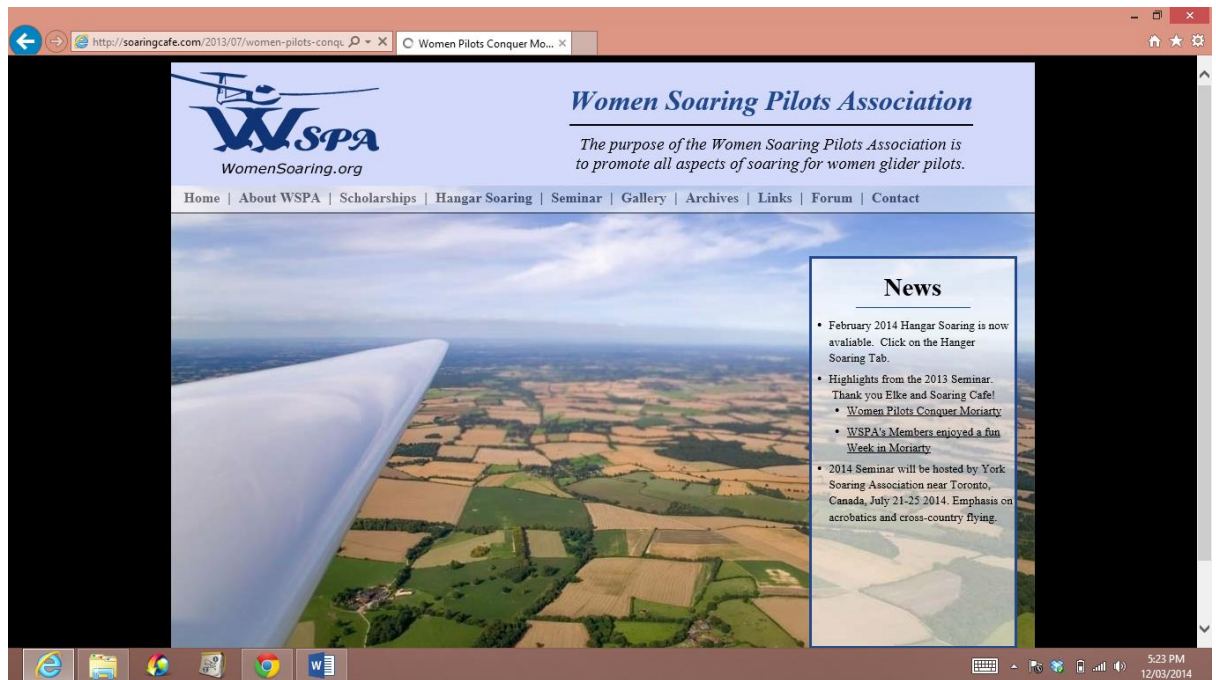 http://soaringcafe.com/2013/07/women-pilots-conqu
Women Pilots Conquer Mo...
WSPA
WomenSoaring.org
Women Soaring Pilots Association
The purpose of the Women Soaring Pilots Association is
to promote all aspects of soaring for women glider pilots.
Home | About WSPA | Scholarships | Hangar Soaring | Seminar | Gallery | Archives | Links | Forum | Contact
News
• February 2014 Hangar Soaring is now
avaliable. Click on the Hanger
Soaring Tab.
• Highlights from the 2013 Seminar.
Thank you Elke and Soaring Cafe!
• Women Pilots Conquer Moriarty
• WSPA's Members enjoyed a fun
Week in Moriarty
• 2014 Seminar will be hosted by York
Soaring Association near Toronto,
Canada, July 21-25 2014. Emphasis on
acrobatics and cross-country flying.
5:23 PM
12/03/2014